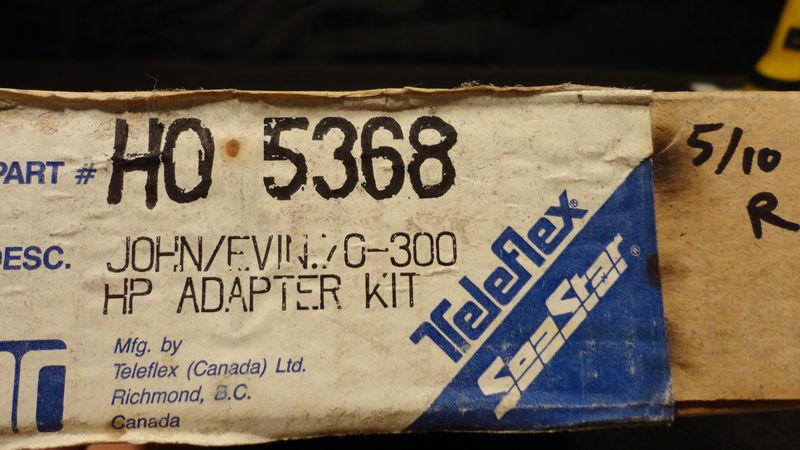 PART # HO 5368
DESC. JOHN/EVIN.70-300
HP ADAPTER KIT
Mfg. by
Teleflex (Canada) Ltd.
Richmond, B.C.
Canada
Teleflex®
SeaStar®
5/10
R